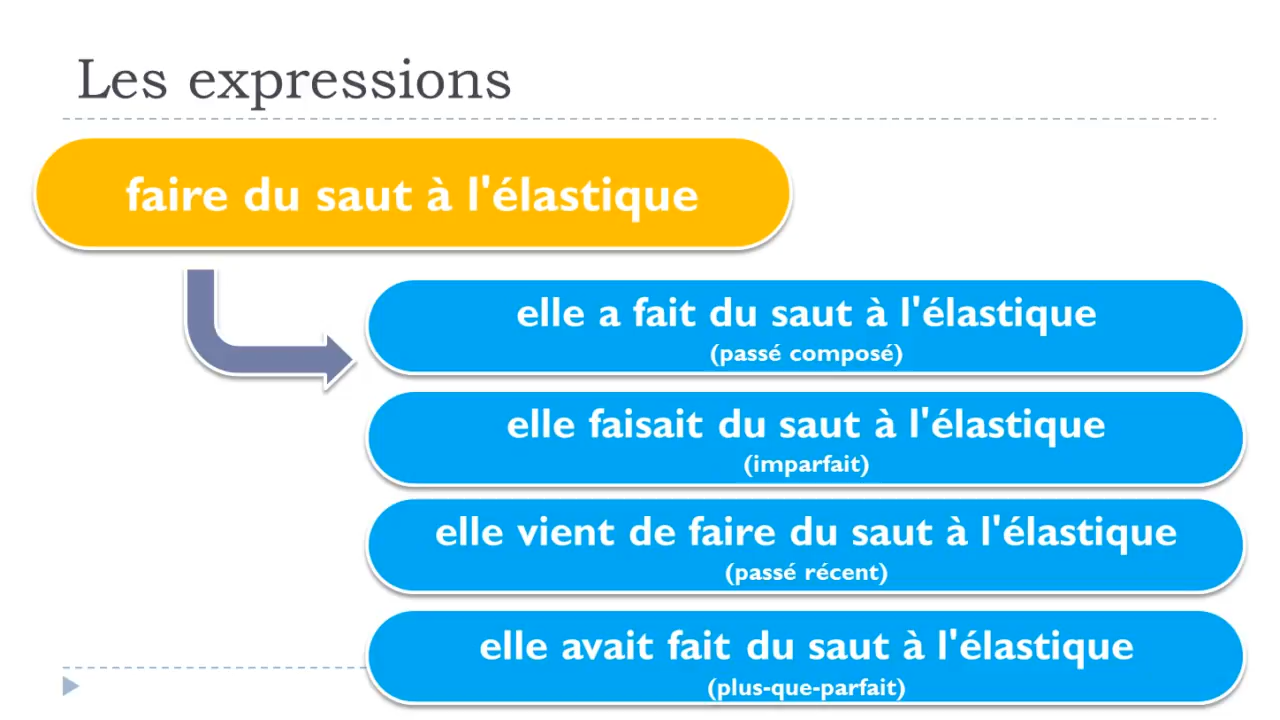 Les expressions
faire du saut à l'élastique
elle a fait du saut à l'élastique
(passé composé)
elle faisait du saut à l'élastique
(imparfait)
elle vient de faire du saut à l'élastique
(passé récent)
elle avait fait du saut à l'élastique
(plus-que-parfait)